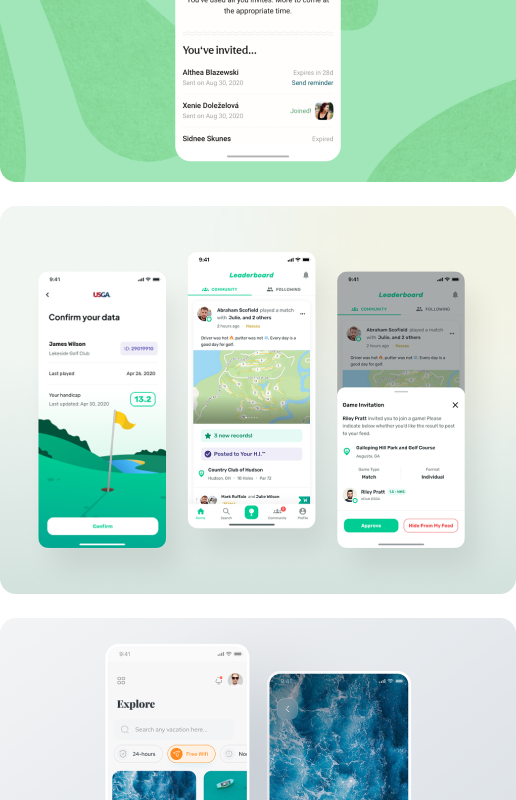 You've used all you invites. More to come at
the appropriate time.
You've invited...
Althea Blazewski
Expires in 28d
Sent on Aug 30, 2020
Send reminder
Xenie Doleželová
Joined!
Sent on Aug 30, 2020
Sidnee Skunes
Expired
9:41
USGA
Confirm your data
James Wilson
Lakeside Golf Club
Last played
Apr 26, 2020
Your handicap
Last updated: Apr 30, 2020
13.2
Confirm
9:41
Leaderboard
COMMUNITY
FOLLOWING
Abraham Scofield played a match
with Julie, and 2 others
2 hours ago
Nassau
Driver was hot 🔥, putter was not ❄️. Every day is a
good day for golf.
3 new records!
Posted to Your H.I.™
Country Club of Hudson
Hudson, OH
18 Holes
Par 72
Mark Buffalo and Julie Wilson
Home
Search
Community
Profile
9:41
Leaderboard
COMMUNITY
FOLLOWING
Abraham Scofield played a match
with Julie, and 2 others
2 hours ago
Nassau
Driver was hot 🔥, putter was not ❄️. Every day is a
good day for golf.
Game Invitation
Riley Pratt invited you to join a game! Please
indicate below whether you'd like the result to post
to your feed.
Galloping Hill Park and Golf Course
Augusta, GA
Game Type
Format
Match
Individual
Riley Pratt
Approve
Hide From My Feed
9:41
Explore
Search any vacation here...
24-hours
Free Wifi
9:41